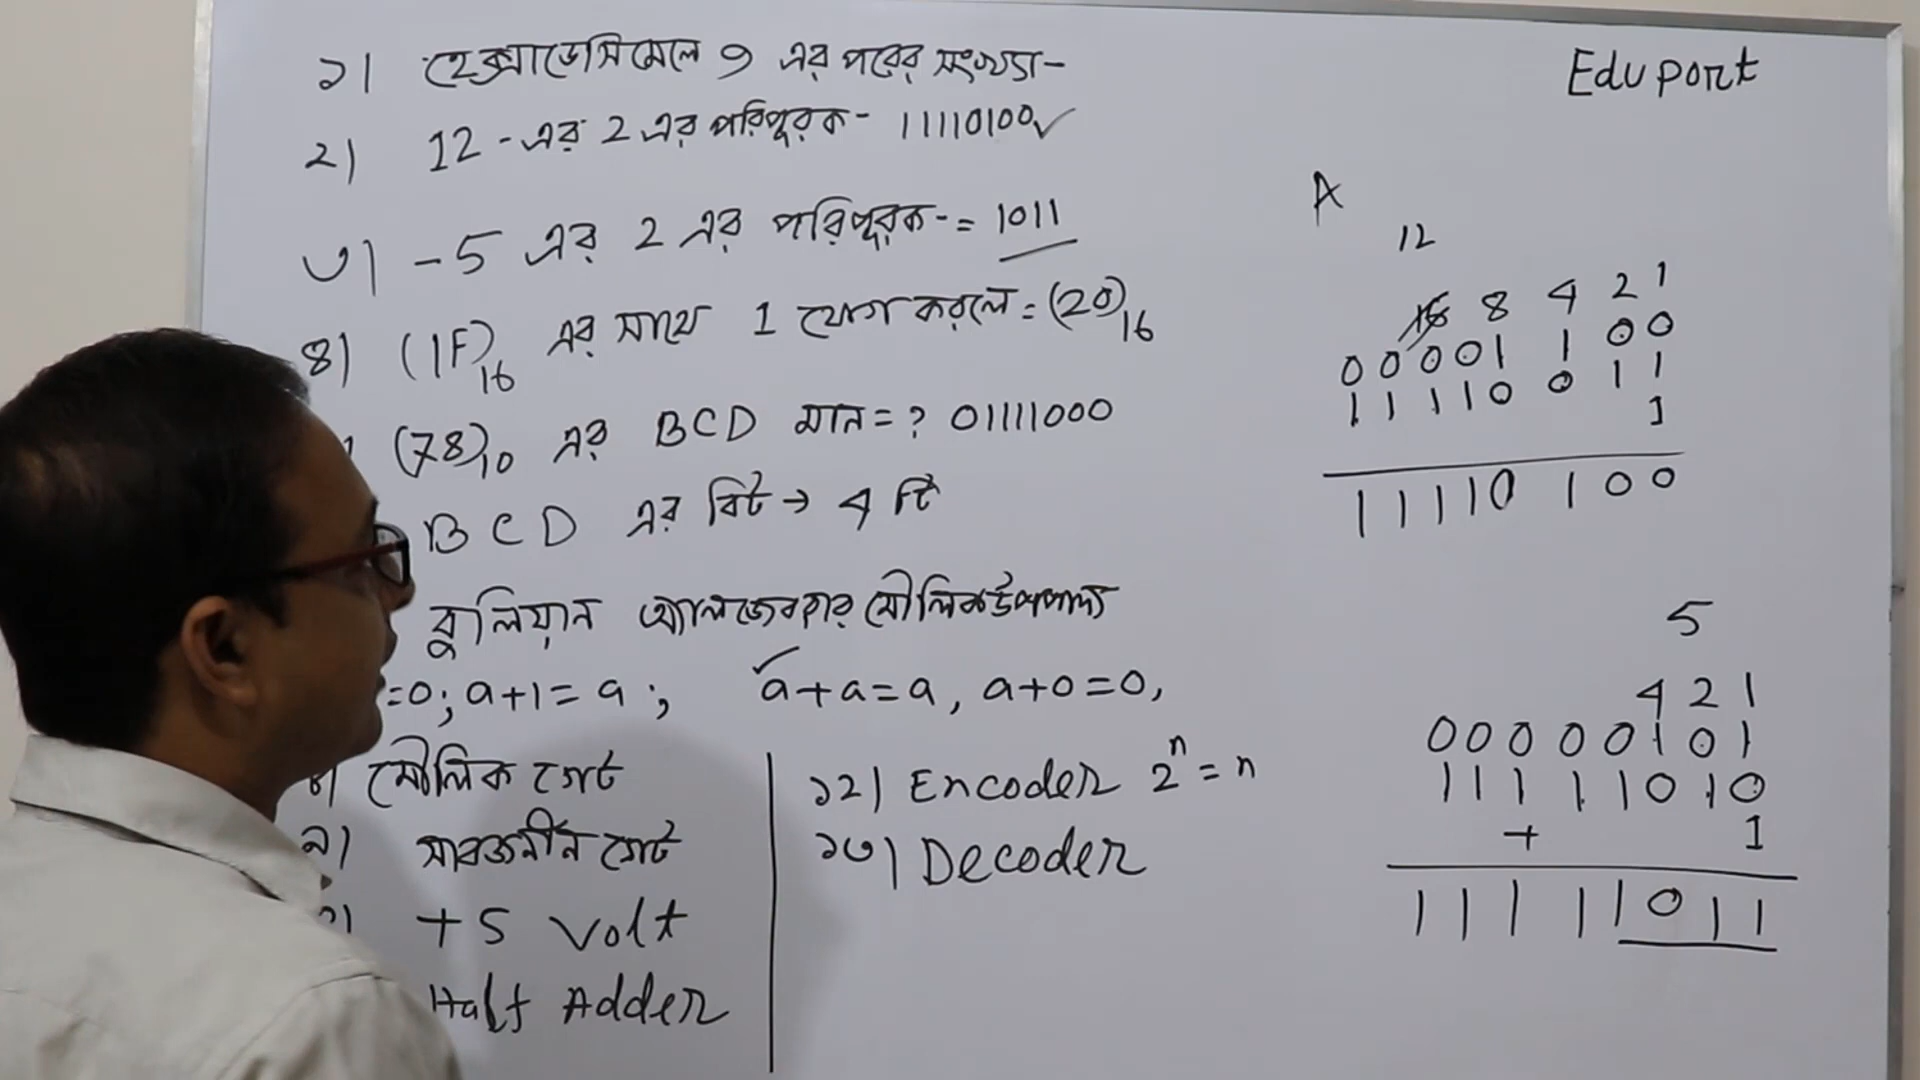 ১। হেক্সাডেসিমেলে 9 এর পরের সংখ্যা-
২। 12 -এর 2 এর পরিপূরক- 11110100✓
৩। -5 এর 2 এর পরিপূরক-= 1011
৪। (1F)16 এর সাথে 1 যোগ করলে= (20)16
(78)10 এর BCD মান=? 01111000
BCD এর বিট→ 4 টি
বুলিয়ান অ্যালজেবরার মৌলিক উপপাদ্য
=0; a+1=a; ✓a+a=a, a+0=0,
মৌলিক গেট
৯। সার্বজনীন গেট
+5 Volt
Half Adder
১২। Encoder 2^n=n
১৩। Decoder
Eduport
A
12
16 8 4 2 1
0 0 0 0 1 1 0 0
1 1 1 1 0 0 1 1
1
1 1 1 1 0 1 0 0
5
4 2 1
0 0 0 0 0 1 0 1
1 1 1 1 1 0 1 0
+ 1
1 1 1 1 1 0 1 1